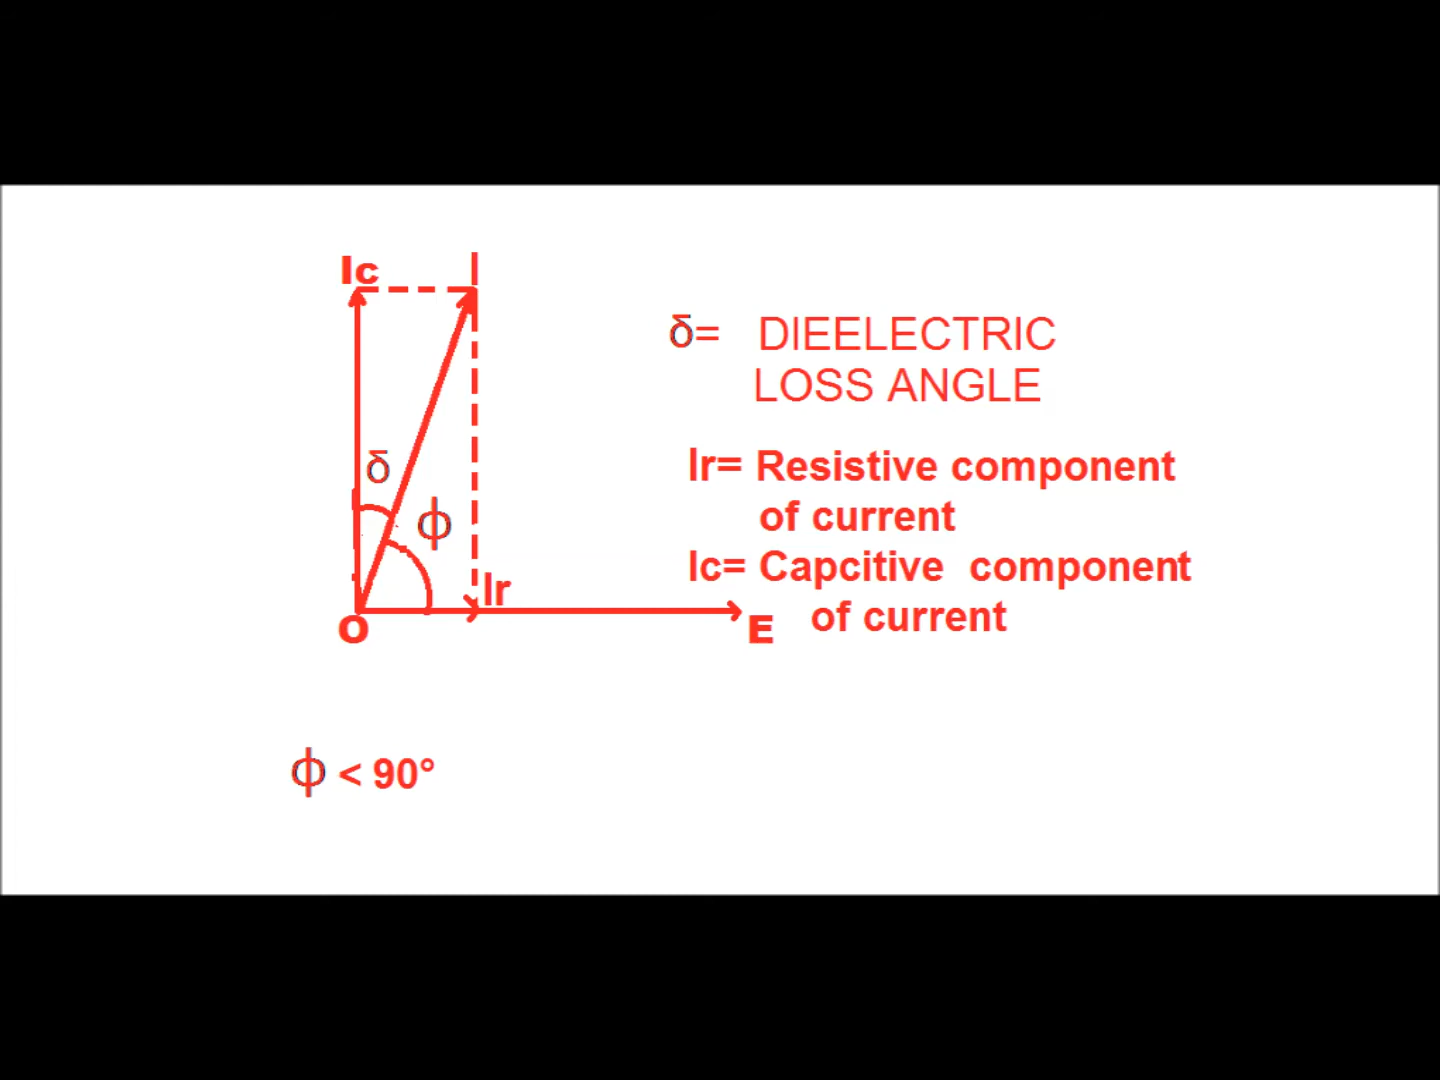 Ic
I
δ= DIEELECTRIC
LOSS ANGLE
δ
Ir= Resistive component
of current
ϕ
Ic= Capcitive component
of current
Ir
O
E
ϕ < 90°